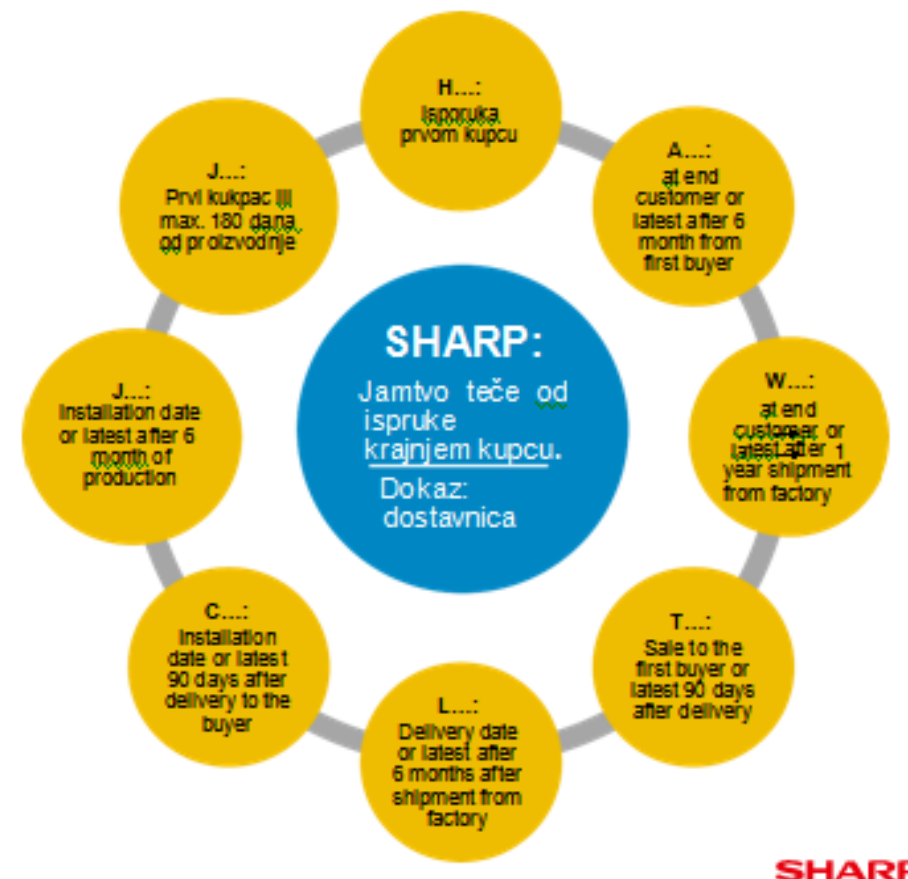 H...:
Isporuka
prvom kupcu
A...:
at end
customer or
latest after 6
month from
first buyer
W...:
at end
customer or
latest after 1
year shipment
from factory
T...:
Sale to the
first buyer or
latest 90 days
after delivery
L...:
Delivery date
or latest after
6 months after
shipment from
factory
C...:
Installation
date or latest
90 days after
delivery to the
buyer
J...:
Installation date
or latest after 6
month of
production
J...:
Prvi kukpac ili
max. 180 dana
od proizvodnje
SHARP:
Jamtvo teče od
ispruke
krajnjem kupcu.
Dokaz:
dostavnica
SHARP